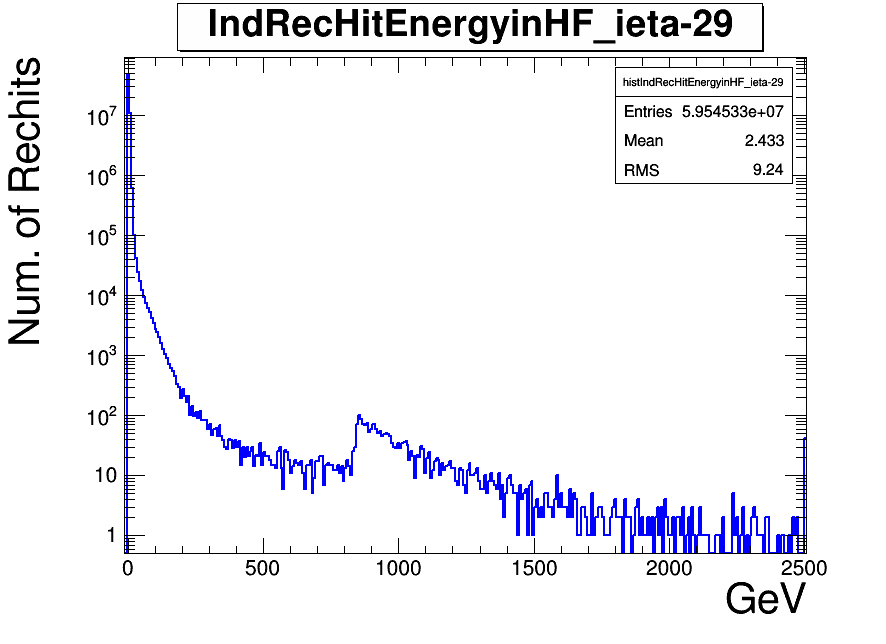 IndRecHitEnergyinHF_ieta-29
histIndRecHitEnergyinHF_ieta-29
Entries 5.954533e+07
Mean 2.433
RMS 9.24
Num. of Rechits
10^7
10^6
10^5
10^4
10^3
10^2
10
1
0 500 1000 1500 2000 2500
GeV